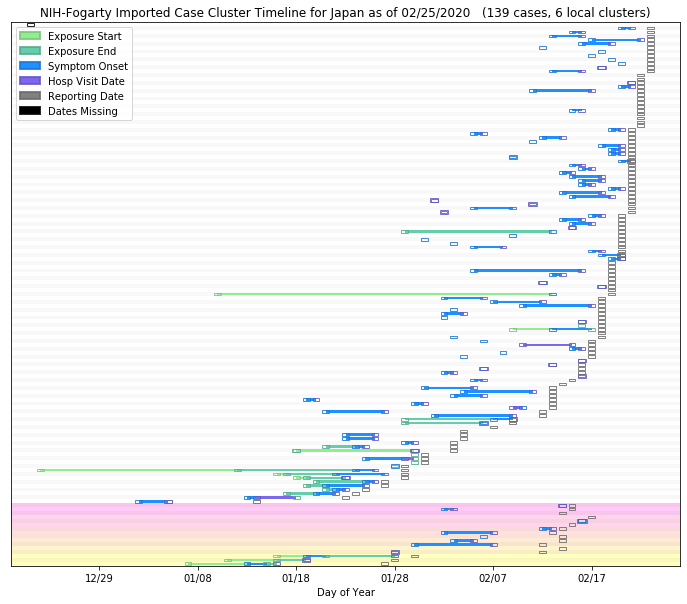 NIH-Fogarty Imported Case Cluster Timeline for Japan as of 02/25/2020 (139 cases, 6 local clusters)
Exposure Start
Exposure End
Symptom Onset
Hosp Visit Date
Reporting Date
Dates Missing
12/29 01/08 01/18 01/28 02/07 02/17
Day of Year